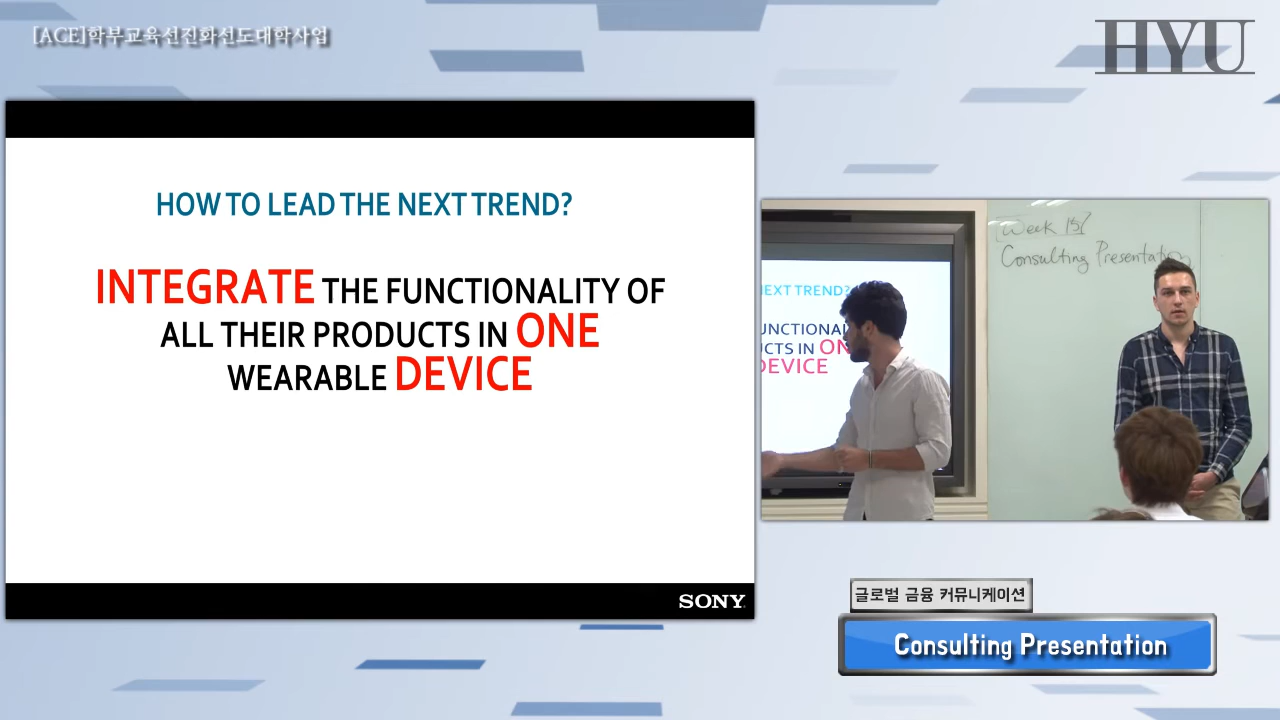 [ACE]학부교육선진화선도대학사업
HYU
HOW TO LEAD THE NEXT TREND?
INTEGRATE THE FUNCTIONALITY OF
ALL THEIR PRODUCTS IN ONE
WEARABLE DEVICE
SONY
Week 15
Consulting Presentation
NEXT TREND?
UNCTIONAL
CTS IN ON
DEVICE
글로벌 금융 커뮤니케이션
Consulting Presentation